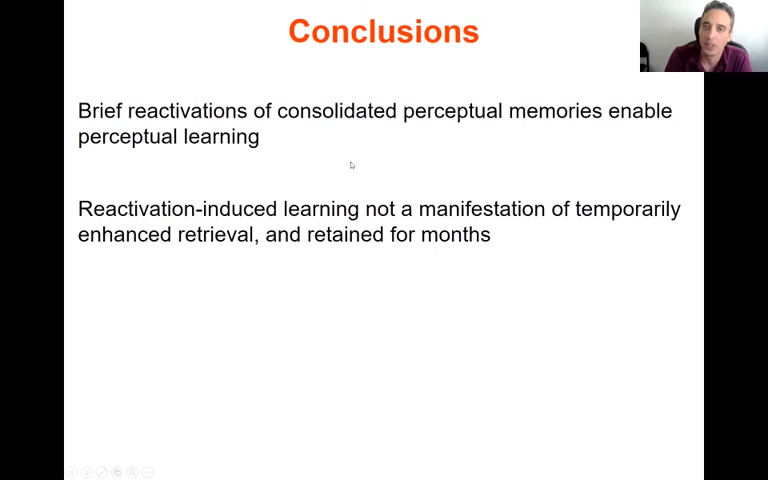 Conclusions
Brief reactivations of consolidated perceptual memories enable
perceptual learning
Reactivation-induced learning not a manifestation of temporarily
enhanced retrieval, and retained for months